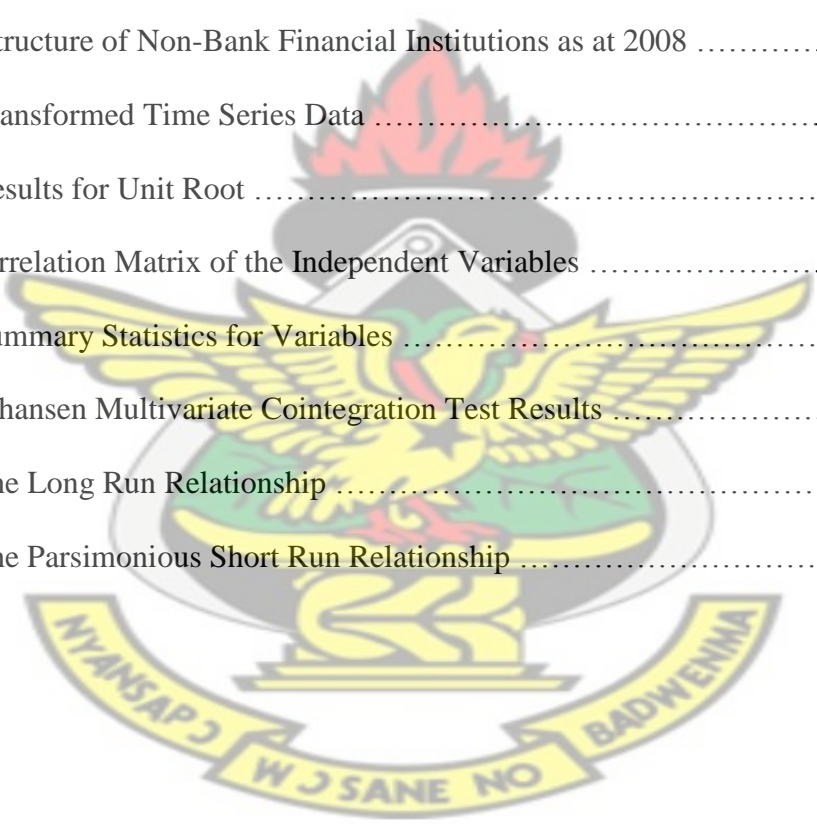 tructure of Non-Bank Financial Institutions as at 2008 ............
ansformed Time Series Data ............................................
esults for Unit Root ........................................................
rrelation Matrix of the Independent Variables .......................
ummary Statistics for Variables .........................................
hansen Multivariate Cointegration Test Results ....................
he Long Run Relationship ................................................
he Parsimonious Short Run Relationship ..............................
NYANSAPƆ
WƆ SANE NO
BADWENMA